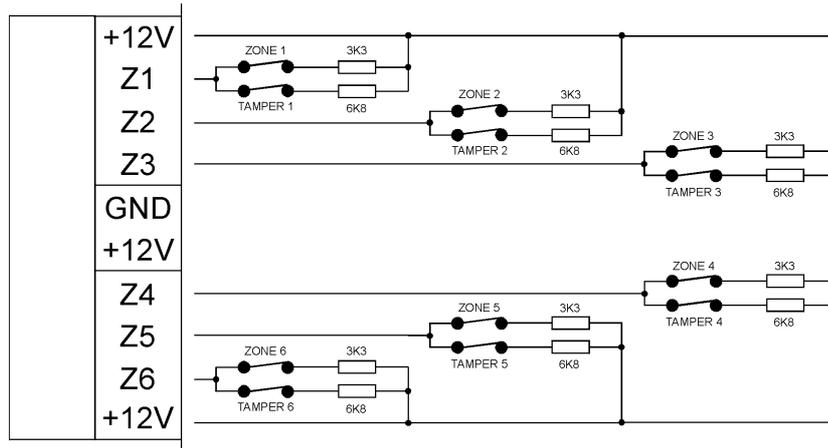 +12V
Z1
Z2
Z3
GND
+12V
Z4
Z5
Z6
+12V
ZONE 1
3K3
TAMPER 1
6K8
ZONE 2
3K3
TAMPER 2
6K8
ZONE 3
3K3
TAMPER 3
6K8
ZONE 4
3K3
TAMPER 4
6K8
ZONE 5
3K3
TAMPER 5
6K8
ZONE 6
3K3
TAMPER 6
6K8